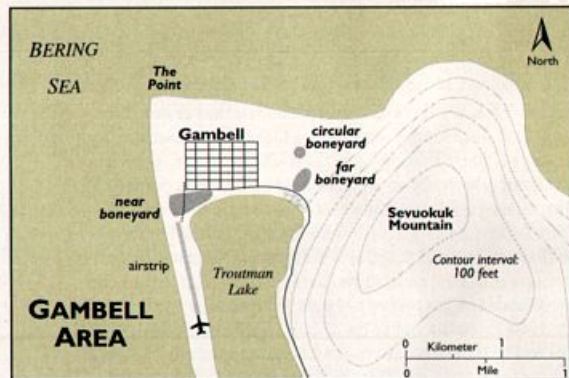 BERING
SEA
The
Point
North
Gambell
circular
boneyard
far
boneyard
near
boneyard
Sevuokuk
Mountain
airstrip
Troutman
Lake
Contour interval:
100 feet
GAMBELL
AREA
Kilometer
0 1
0 Mile 1